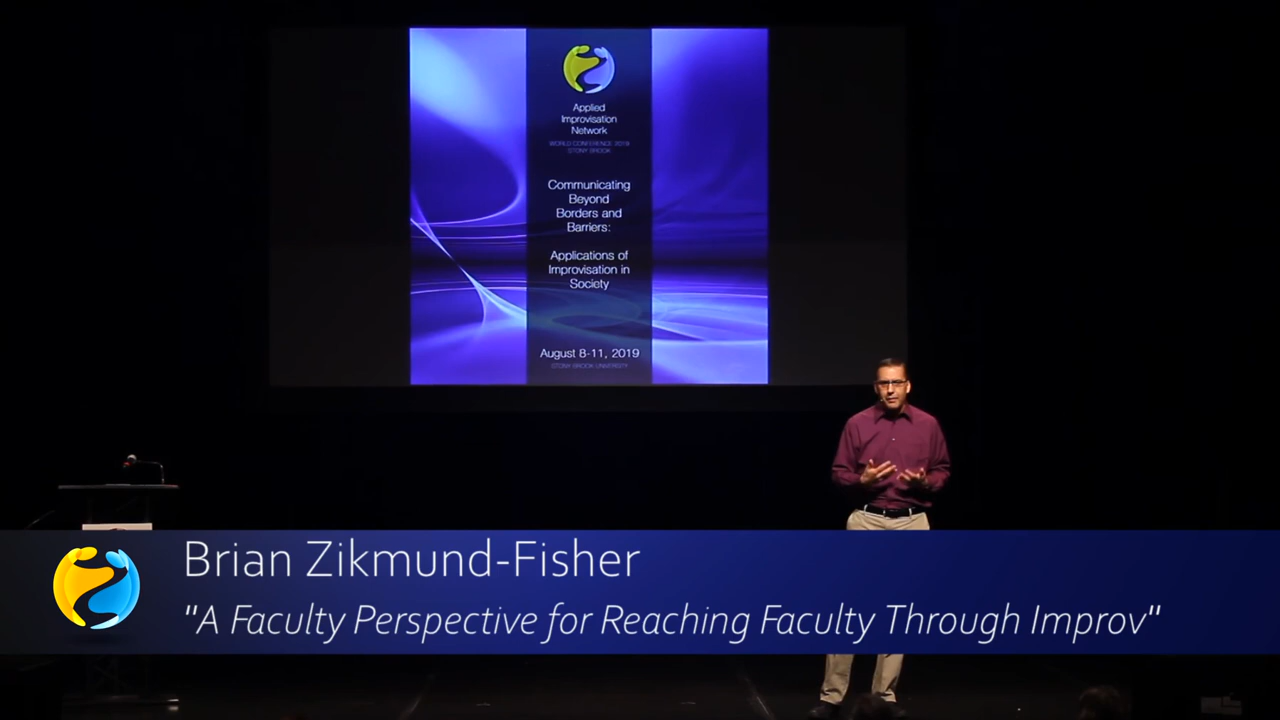 Applied
Improvisation
Network
WORLD CONFERENCE 2019
STONY BROOK
Communicating
Beyond
Borders and
Barriers:
Applications of
Improvisation in
Society
August 8-11, 2019
STONY BROOK UNIVERSITY
Brian Zikmund-Fisher
"A Faculty Perspective for Reaching Faculty Through Improv"